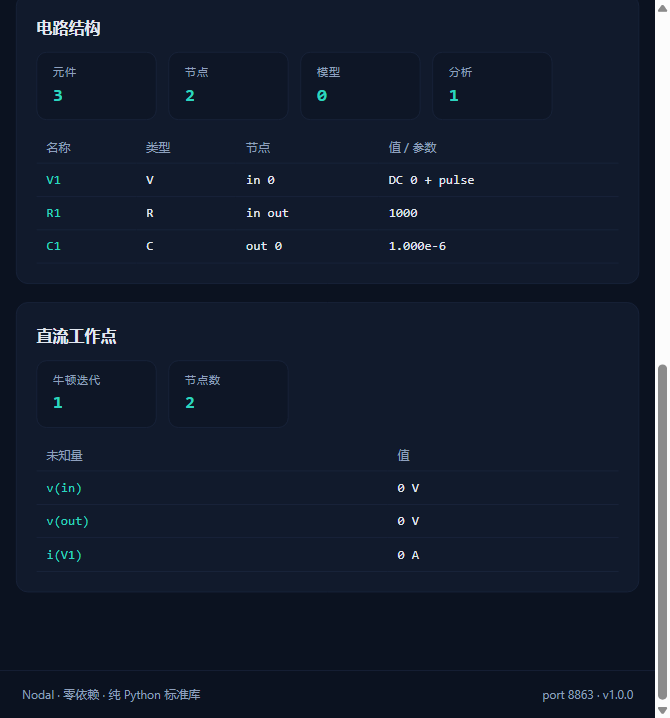 电路结构
元件 节点 模型 分析
3 2 0 1
名称 类型 节点 值 / 参数
V1 V in 0 DC 0 + pulse
R1 R in out 1000
C1 C out 0 1.000e-6
直流工作点
牛顿迭代 节点数
1 2
未知量 值
v(in) 0 V
v(out) 0 V
i(V1) 0 A
Nodal · 零依赖 · 纯 Python 标准库 port 8863 · v1.0.0